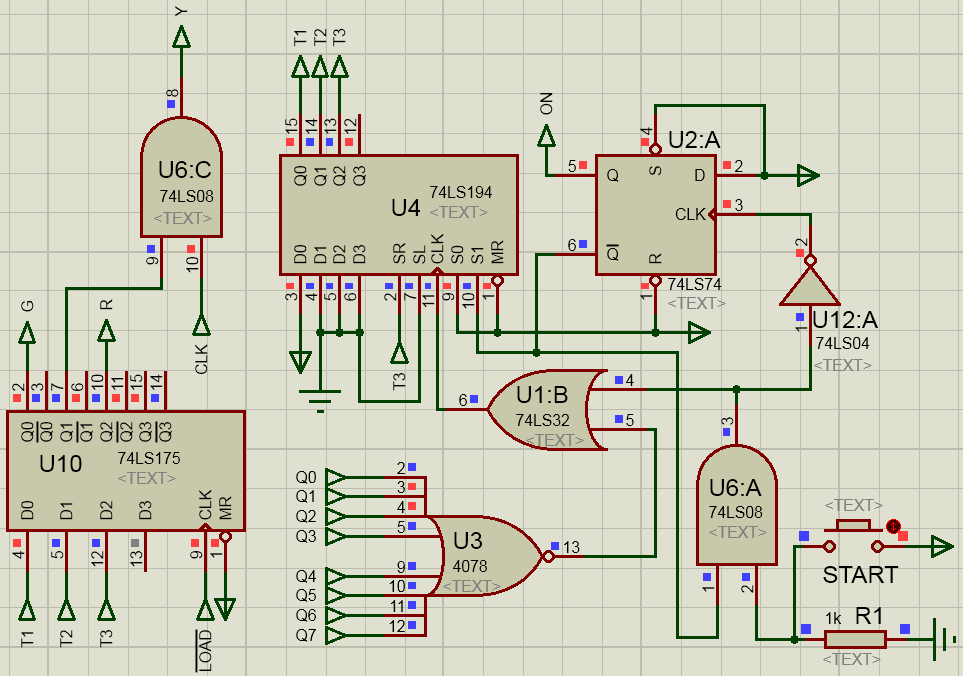 Y
8
U6:C
74LS08
<TEXT>
9
10
G
R
CLK
2
3
7
6
10
11
15
14
Q0
Q0
Q1
Q1
Q2
Q2
Q3
Q3
U10
74LS175
<TEXT>
D0
D1
D2
D3
CLK
MR
4
5
12
13
9
1
T1
T2
T3
LOAD
T1
T2
T3
15
14
13
12
Q0
Q1
Q2
Q3
U4
74LS194
<TEXT>
D0
D1
D2
D3
SR
SL
CLK
S0
S1
MR
3
4
5
6
2
7
11
9
10
1
T3
ON
4
U2:A
5
Q
S
D
2
CLK
3
6
Q
R
1
74LS74
<TEXT>
2
1
U12:A
74LS04
<TEXT>
U1:B
74LS32
<TEXT>
6
4
5
Q0
Q1
Q2
Q3
Q4
Q5
Q6
Q7
2
3
4
5
9
10
11
12
U3
4078
<TEXT>
13
3
U6:A
74LS08
<TEXT>
1
2
<TEXT>
START
1k
R1
<TEXT>